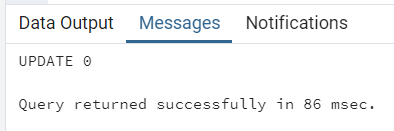 Data Output Messages Notifications
UPDATE 0
Query returned successfully in 86 msec.